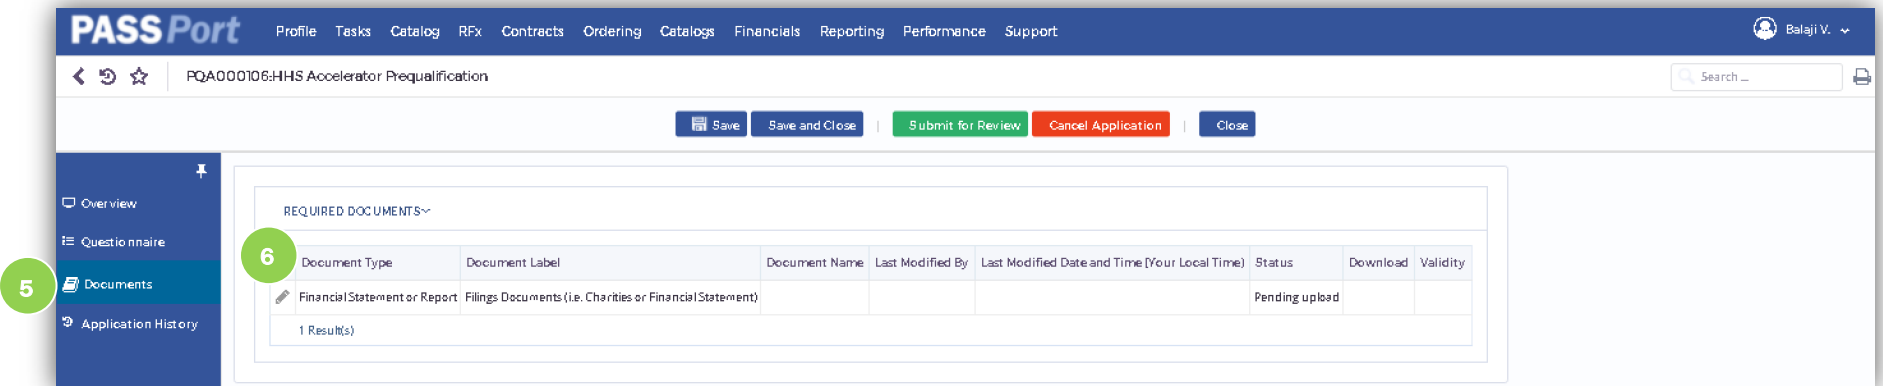 PASSPort Profile Tasks Catalog RFx Contracts Ordering Catalogs Financials Reporting Performance Support Balaji V.
PQA000106:HHS Accelerator Prequalification Search ...
Save Save and Close | Submit for Review Cancel Application | Close
Overview
REQUIRED DOCUMENTS
Questionnaire
6 Document Type Document Label Document Name Last Modified By Last Modified Date and Time (Your Local Time) Status Download Validity
5 Documents
Financial Statement or Report Filings Documents (i.e. Charities or Financial Statement) Pending upload
Application History
1 Result(s)